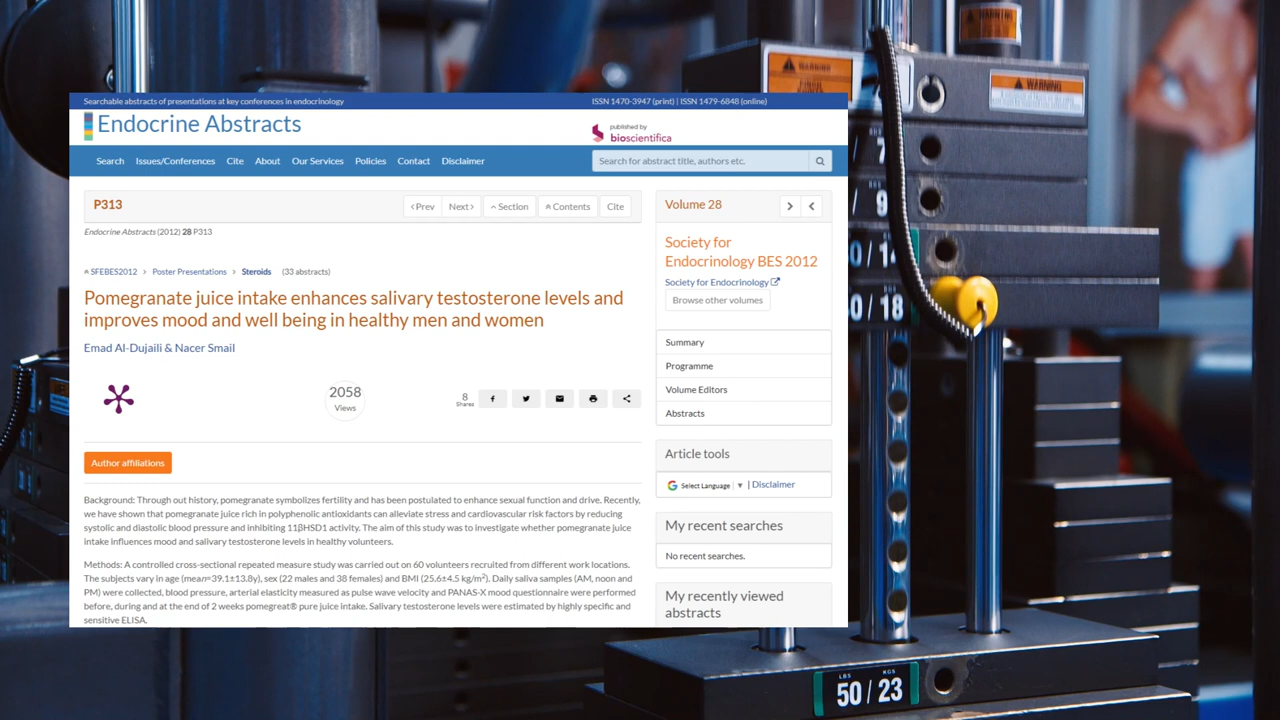 Searchable abstracts of presentations at key conferences in endocrinology
ISSN 1470-3947 (print) | ISSN 1479-6848 (online)
Endocrine Abstracts
published by
bioscientifica
Search Issues/Conferences Cite About Our Services Policies Contact Disclaimer
Search for abstract title, authors etc.
P313
Prev Next Section Contents Cite
Endocrine Abstracts (2012) 28 P313
SFEBES2012 > Poster Presentations > Steroids (33 abstracts)
Pomegranate juice intake enhances salivary testosterone levels and
improves mood and well being in healthy men and women
Emad Al-Dujaili & Nacer Smail
2058
Views
8
Shares
Author affiliations
Background: Through out history, pomegranate symbolizes fertility and has been postulated to enhance sexual function and drive. Recently,
we have shown that pomegranate juice rich in polyphenolic antioxidants can alleviate stress and cardiovascular risk factors by reducing
systolic and diastolic blood pressure and inhibiting 11βHSD1 activity. The aim of this study was to investigate whether pomegranate juice
intake influences mood and salivary testosterone levels in healthy volunteers.
Methods: A controlled cross-sectional repeated measure study was carried out on 60 volunteers recruited from different work locations.
The subjects vary in age (mean=39.1±13.8y), sex (22 males and 38 females) and BMI (25.6±4.5 kg/m²). Daily saliva samples (AM, noon and
PM) were collected, blood pressure, arterial elasticity measured as pulse wave velocity and PANAS-X mood questionnaire were performed
before, during and at the end of 2 weeks pomegreat® pure juice intake. Salivary testosterone levels were estimated by highly specific and
sensitive ELISA.
Volume 28
Society for
Endocrinology BES 2012
Society for Endocrinology
Browse other volumes
Summary
Programme
Volume Editors
Abstracts
Article tools
Select Language ▼ | Disclaimer
My recent searches
No recent searches.
My recently viewed
abstracts
WARNING
WARNING
WARNING
/ 7
/ 9
0 / 14
0 / 18
LBS KGS
50 / 23